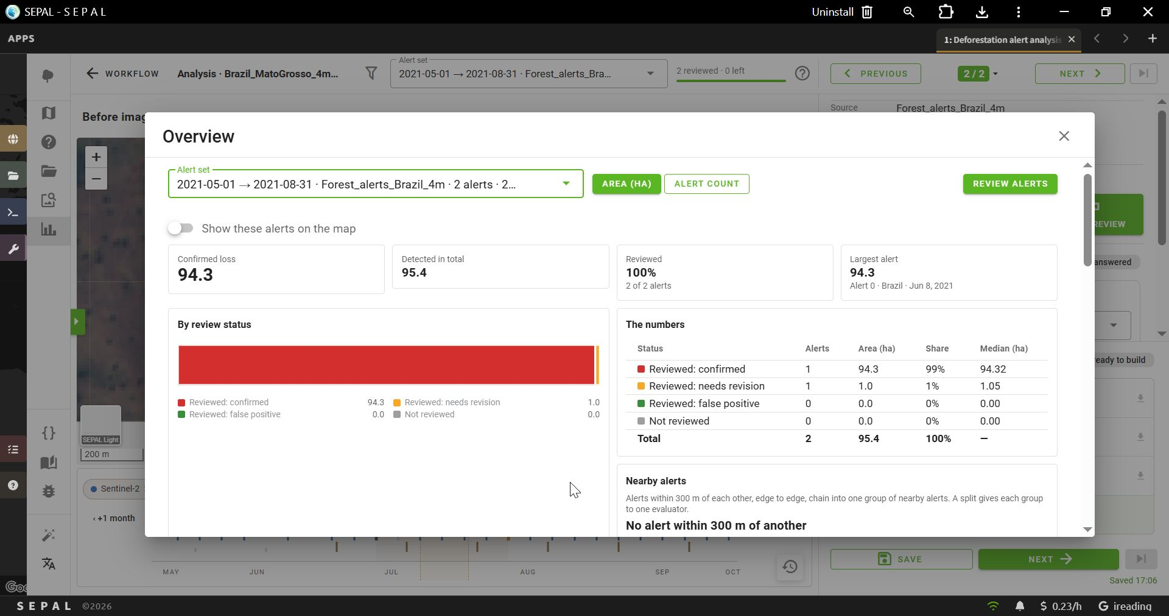 SEPAL - S E P A L
Uninstall
APPS
1: Deforestation alert analysis
WORKFLOW
Analysis · Brazil_MatoGrosso_4m...
Alert set
2021-05-01 → 2021-08-31 · Forest_alerts_Bra...
2 reviewed · 0 left
PREVIOUS
2 / 2
NEXT
Before imag
Source
Forest_alerts_Brazil_4m
Overview
Alert set
2021-05-01 → 2021-08-31 · Forest_alerts_Brazil_4m · 2 alerts · 2...
AREA (HA)
ALERT COUNT
REVIEW ALERTS
Show these alerts on the map
Confirmed loss
94.3
Detected in total
95.4
Reviewed
100%
2 of 2 alerts
Largest alert
94.3
Alert 0 · Brazil · Jun 8, 2021
By review status
Reviewed: confirmed 94.3
Reviewed: needs revision 1.0
Reviewed: false positive 0.0
Not reviewed 0.0
The numbers
Status Alerts Area (ha) Share Median (ha)
Reviewed: confirmed 1 94.3 99% 94.32
Reviewed: needs revision 1 1.0 1% 1.05
Reviewed: false positive 0 0.0 0% 0.00
Not reviewed 0 0.0 0% 0.00
Total 2 95.4 100% –
Nearby alerts
Alerts within 300 m of each other, edge to edge, chain into one group of nearby alerts. A split gives each group
to one evaluator.
No alert within 300 m of another
EVIEW
answered
eady to build
SEPAL Light
200 m
Sentinel-2
‹ +1 month
MAY JUN JUL AUG SEP OCT
SAVE
NEXT
Saved 17:06
Goo
S E P A L ©2026
$ 0.23/h
ireading